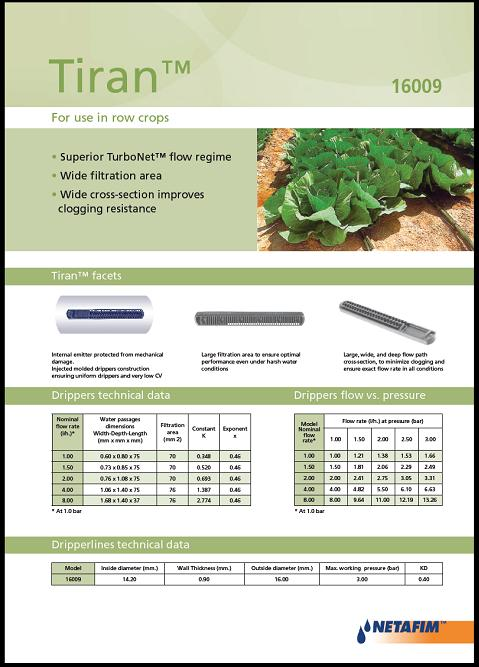 Tiran™
16009
For use in row crops
• Superior TurboNet™ flow regime
• Wide filtration area
• Wide cross-section improves
clogging resistance
Tiran™ facets
Internal emitter protected from mechanical
damage.
Injected molded drippers construction
ensuring uniform drippers and very low CV
Large filtration area to ensure optimal
performance even under harsh water
conditions
Large, wide, and deep flow path
cross-section, to minimize clogging and
ensure exact flow rate in all conditions
Drippers technical data
Nominal flow rate (l/h.)* Water passages dimensions Width-Depth-Length (mm x mm x mm) Filtration area (mm 2) Constant K Exponent x
1.00 0.60 x 0.80 x 75 70 0.348 0.46
1.50 0.73 x 0.85 x 75 70 0.520 0.46
2.00 0.76 x 1.08 x 75 70 0.693 0.46
4.00 1.06 x 1.40 x 75 76 1.387 0.46
8.00 1.68 x 1.40 x 37 76 2.774 0.46
* At 1.0 bar
Drippers flow vs. pressure
Model Nominal flow rate* Flow rate (l/h.) at pressure (bar)
1.00 1.50 2.00 2.50 3.00
1.00 1.00 1.21 1.38 1.53 1.66
1.50 1.50 1.81 2.06 2.29 2.49
2.00 2.00 2.41 2.75 3.05 3.31
4.00 4.00 4.82 5.50 6.10 6.63
8.00 8.00 9.64 11.00 12.19 13.26
* At 1.0 bar
Dripperlines technical data
Model Inside diameter (mm.) Wall Thickness (mm.) Outside diameter (mm.) Max. working pressure (bar) KD
16009 14.20 0.90 16.00 3.00 0.40
NETAFIM™